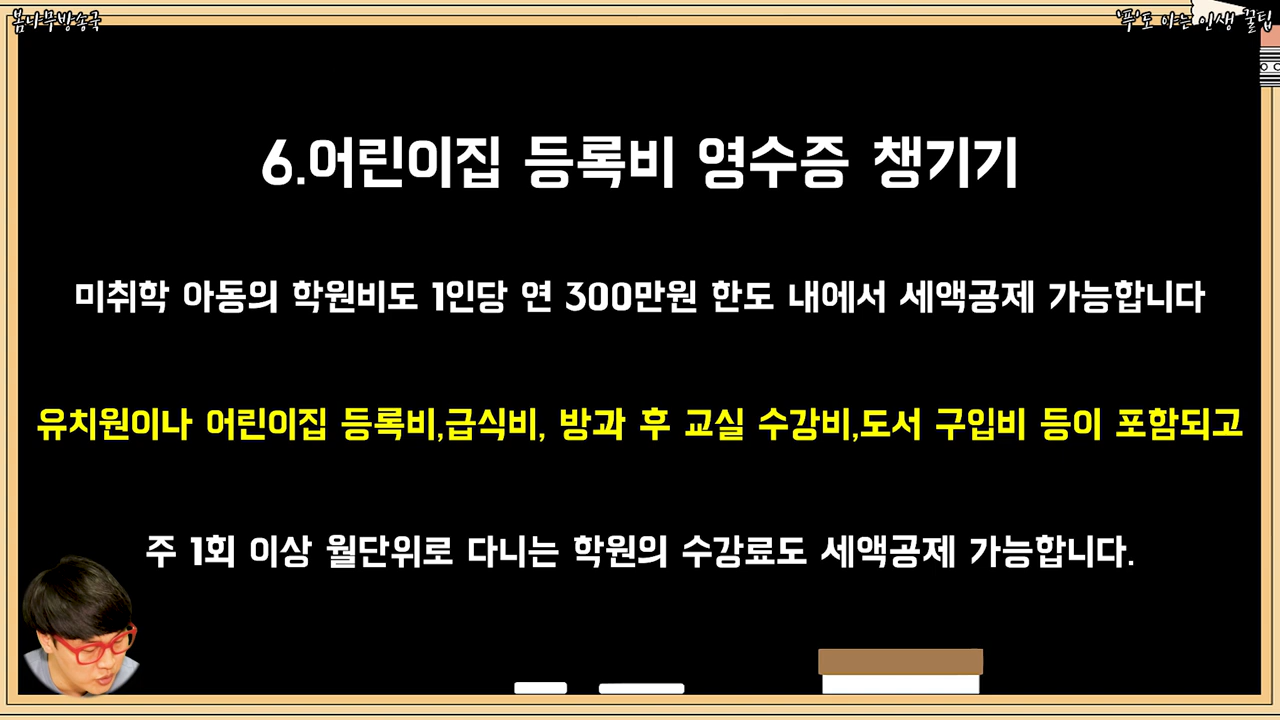 봄나무방송국
'푸'도 아는 인생 꿀팁
6.어린이집 등록비 영수증 챙기기
미취학 아동의 학원비도 1인당 연 300만원 한도 내에서 세액공제 가능합니다
유치원이나 어린이집 등록비,급식비, 방과 후 교실 수강비,도서 구입비 등이 포함되고
주 1회 이상 월단위로 다니는 학원의 수강료도 세액공제 가능합니다.